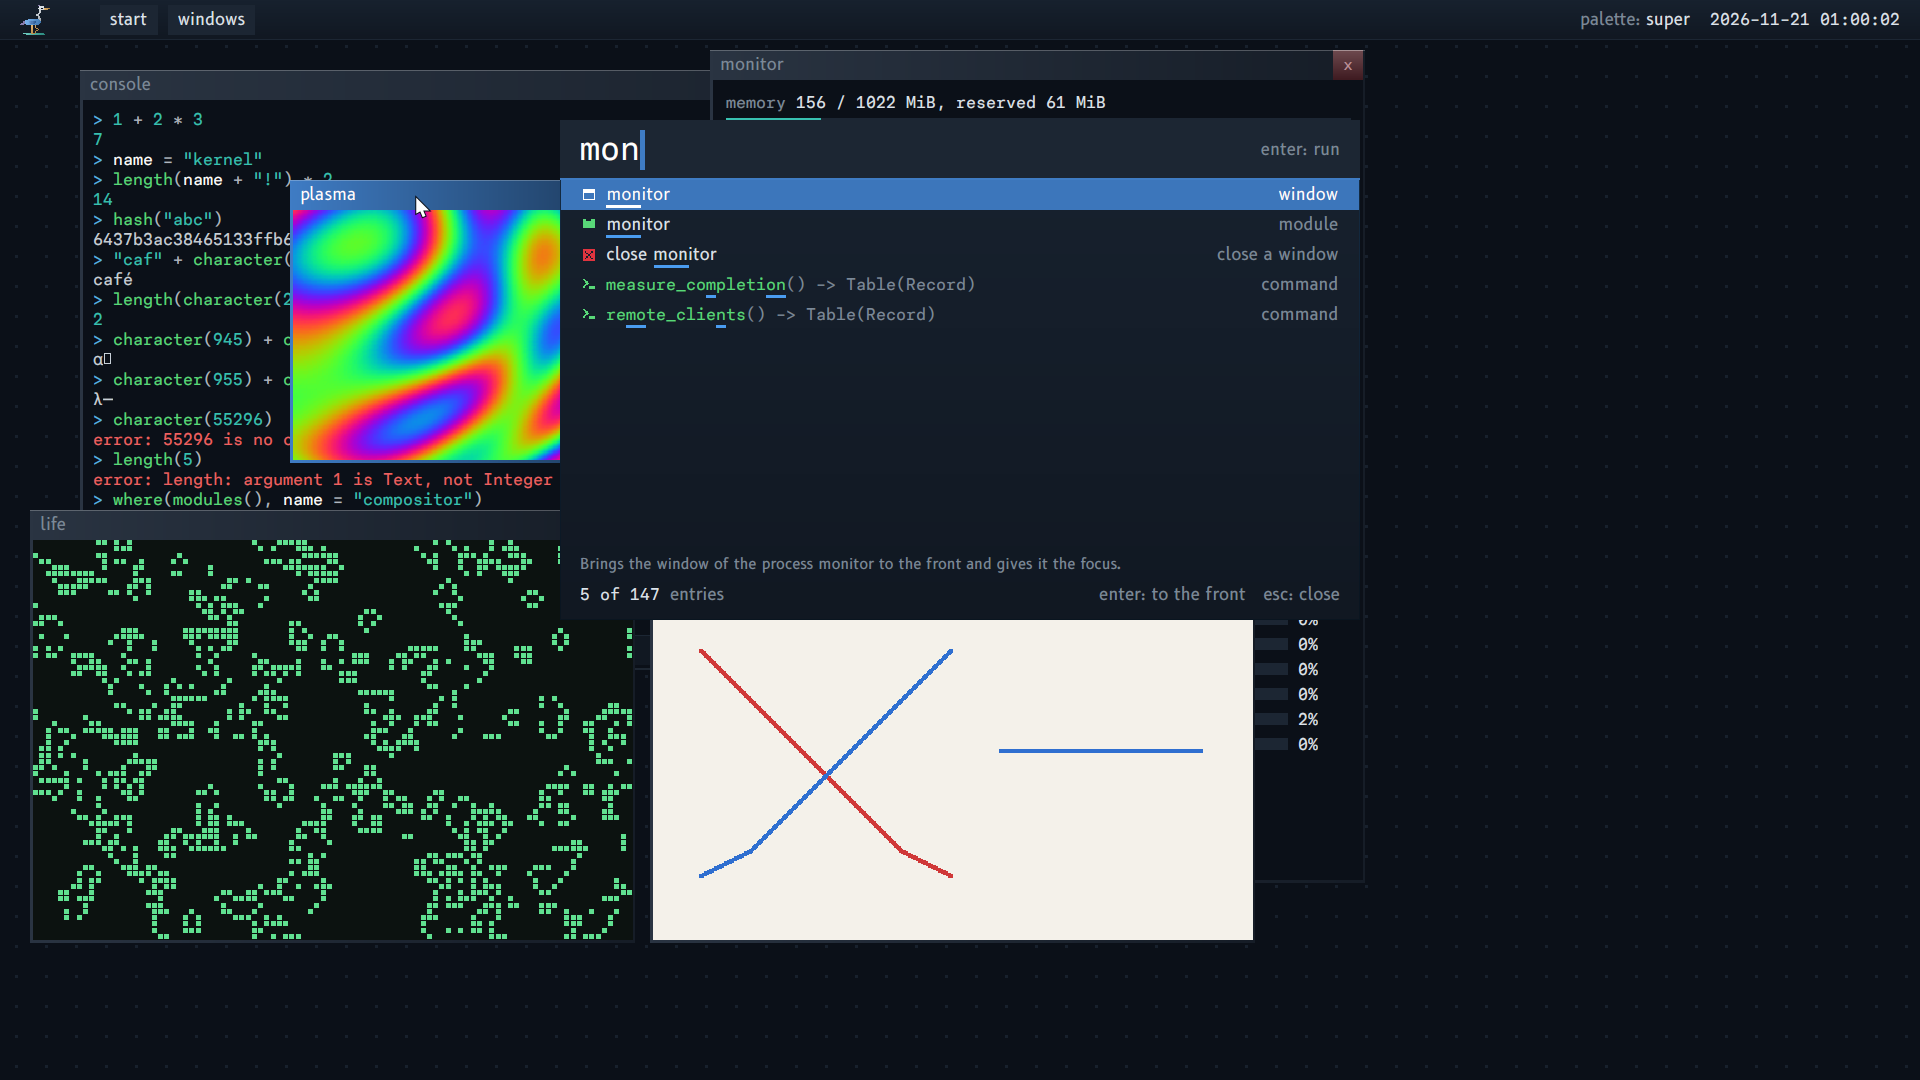 start windows palette: super 2026-11-21 01:00:02
console
> 1 + 2 * 3
7
> name = "kernel"
> length(name + "!") * 2
14
> hash("abc")
6437b3ac38465133ffb6
> "caf" + character(
café
> length(character(2
2
> character(945) + c
α▯
> character(955) + c
λ—
> character(55296)
error: 55296 is no c
> length(5)
error: length: argument 1 is Text, not Integer
> where(modules(), name = "compositor")
plasma
monitor x
memory 156 / 1022 MiB, reserved 61 MiB
mon enter: run
monitor window
monitor module
close monitor close a window
measure_completion() -> Table(Record) command
remote_clients() -> Table(Record) command
Brings the window of the process monitor to the front and gives it the focus.
5 of 147 entries enter: to the front esc: close
life
0%
0%
0%
0%
2%
0%